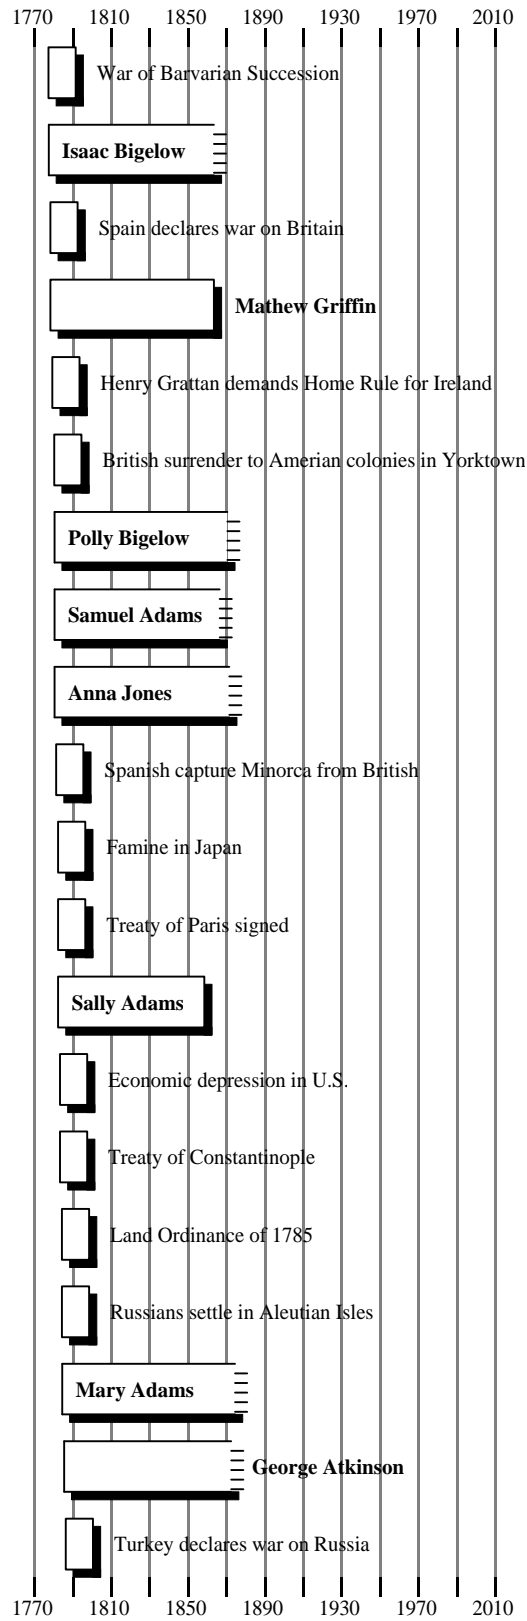 1770 1810 1850 1890 1930 1970 2010
War of Barvarian Succession
Isaac Bigelow
Spain declares war on Britain
Mathew Griffin
Henry Grattan demands Home Rule for Ireland
British surrender to Amerian colonies in Yorktown
Polly Bigelow
Samuel Adams
Anna Jones
Spanish capture Minorca from British
Famine in Japan
Treaty of Paris signed
Sally Adams
Economic depression in U.S.
Treaty of Constantinople
Land Ordinance of 1785
Russians settle in Aleutian Isles
Mary Adams
George Atkinson
Turkey declares war on Russia
1770 1810 1850 1890 1930 1970 2010